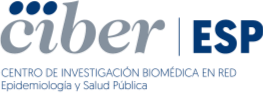 ciber | ESP
CENTRO DE INVESTIGACIÓN BIOMÉDICA EN RED
Epidemiología y Salud Pública